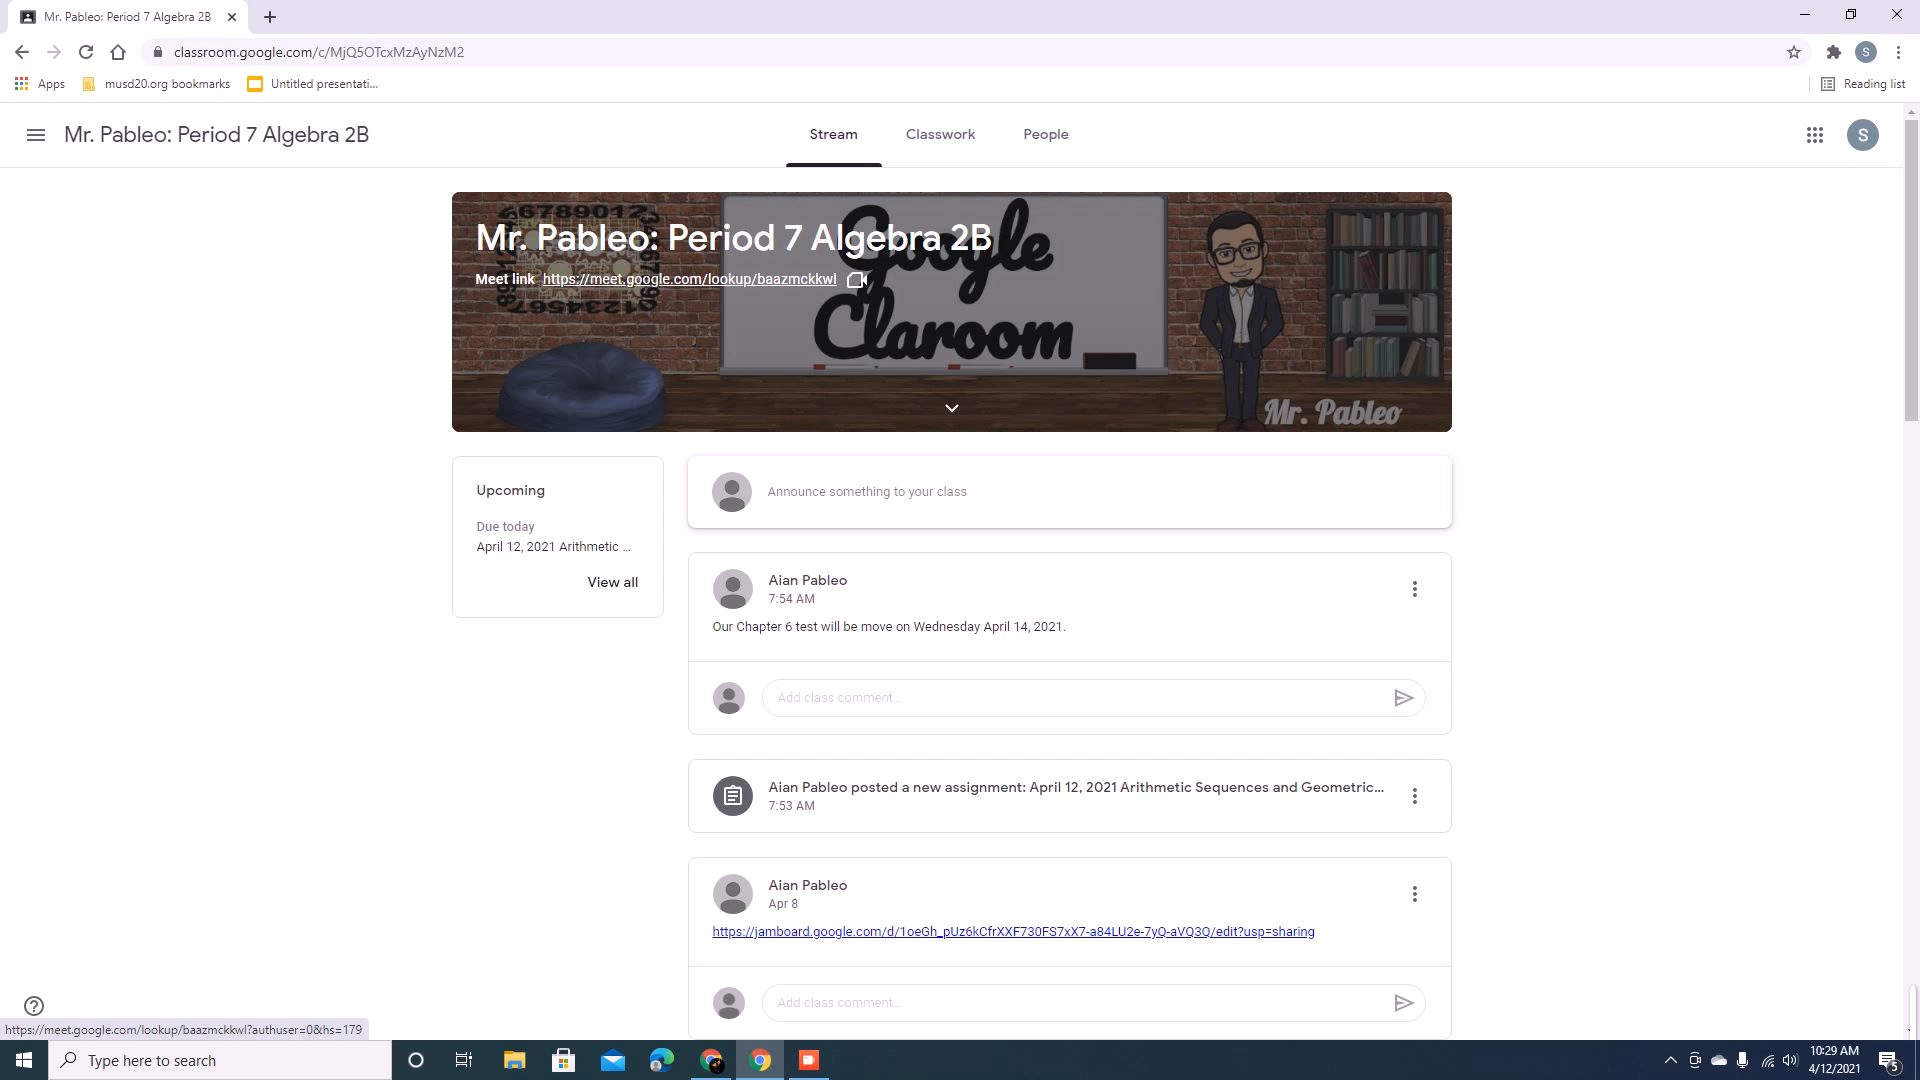 Mr. Pableo: Period 7 Algebra 2B
classroom.google.com/c/MjQ5OTcxMzAyNzM2
S
Apps
musd20.org bookmarks
Untitled presentati...
Reading list
Mr. Pableo: Period 7 Algebra 2B
Stream
Classwork
People
S
Mr. Pableo: Period 7 Algebra 2B
Meet link https://meet.google.com/lookup/baazmckkwl
Google
Claroom
Mr. Pableo
Upcoming
Due today
April 12, 2021 Arithmetic ...
View all
Announce something to your class
Aian Pableo
7:54 AM
Our Chapter 6 test will be move on Wednesday April 14, 2021.
Add class comment...
Aian Pableo posted a new assignment: April 12, 2021 Arithmetic Sequences and Geometric...
7:53 AM
Aian Pableo
Apr 8
https://jamboard.google.com/d/1oeGh_pUz6kCfrXXF730FS7xX7-a84LU2e-7yQ-aVQ3Q/edit?usp=sharing
Add class comment...
https://meet.google.com/lookup/baazmckkwl?authuser=0&hs=179
Type here to search
10:29 AM
4/12/2021
5